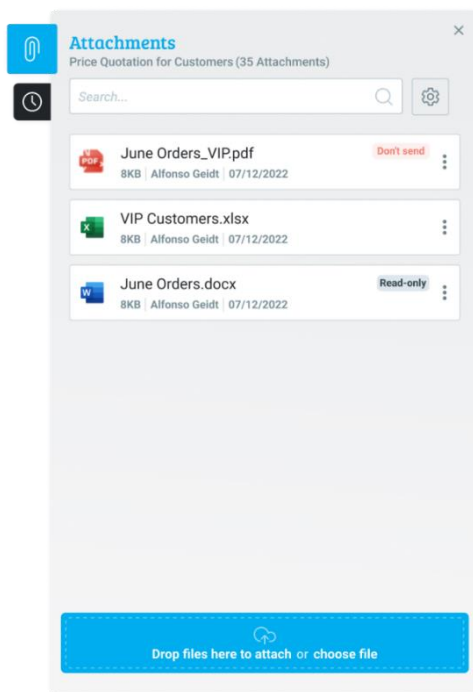 Attachments
Price Quotation for Customers (35 Attachments)
Search...
PDF
June Orders_VIP.pdf
Don't send
8KB | Alfonso Geidt | 07/12/2022
X
VIP Customers.xlsx
8KB | Alfonso Geidt | 07/12/2022
W
June Orders.docx
Read-only
8KB | Alfonso Geidt | 07/12/2022
Drop files here to attach or choose file